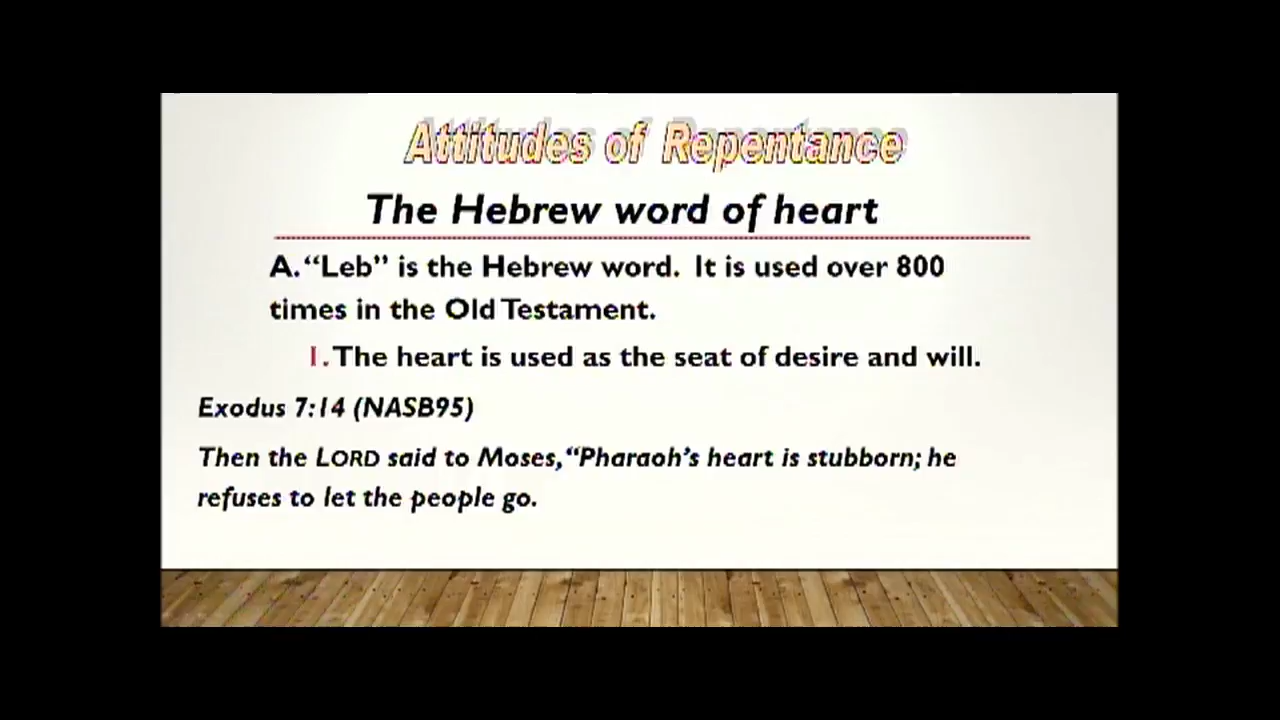 Attitudes of Repentance
The Hebrew word of heart
A. “Leb” is the Hebrew word. It is used over 800
times in the Old Testament.
1. The heart is used as the seat of desire and will.
Exodus 7:14 (NASB95)
Then the LORD said to Moses, “Pharaoh’s heart is stubborn; he
refuses to let the people go.